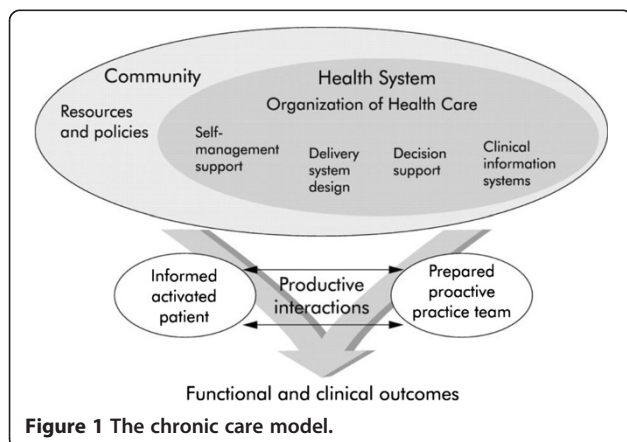 Community
Health System
Organization of Health Care
Resources
and policies
Self-
management
support
Delivery
system
design
Decision
support
Clinical
information
systems
Informed
activated
patient
Productive
interactions
Prepared
proactive
practice team
Functional and clinical outcomes
Figure 1 The chronic care model.